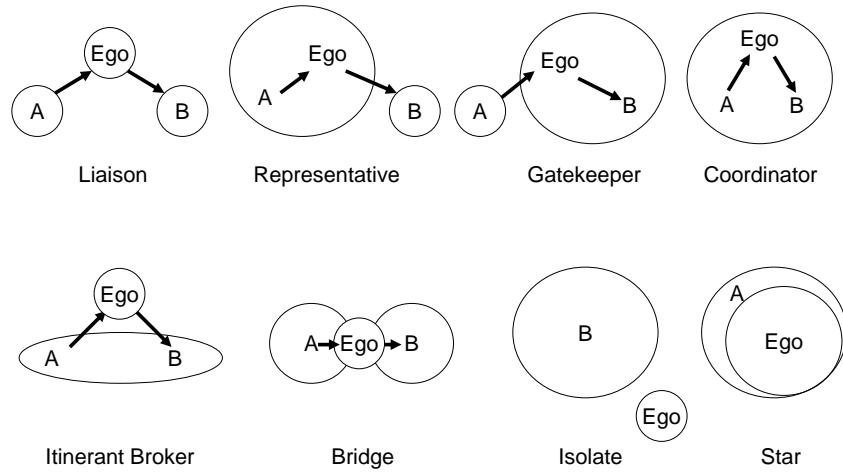 Ego
A
B
Liaison
Ego
A
B
Representative
Ego
A
B
Gatekeeper
Ego
A
B
Coordinator
Ego
A
B
Itinerant Broker
A Ego B
Bridge
B
Ego
Isolate
A
Ego
Star